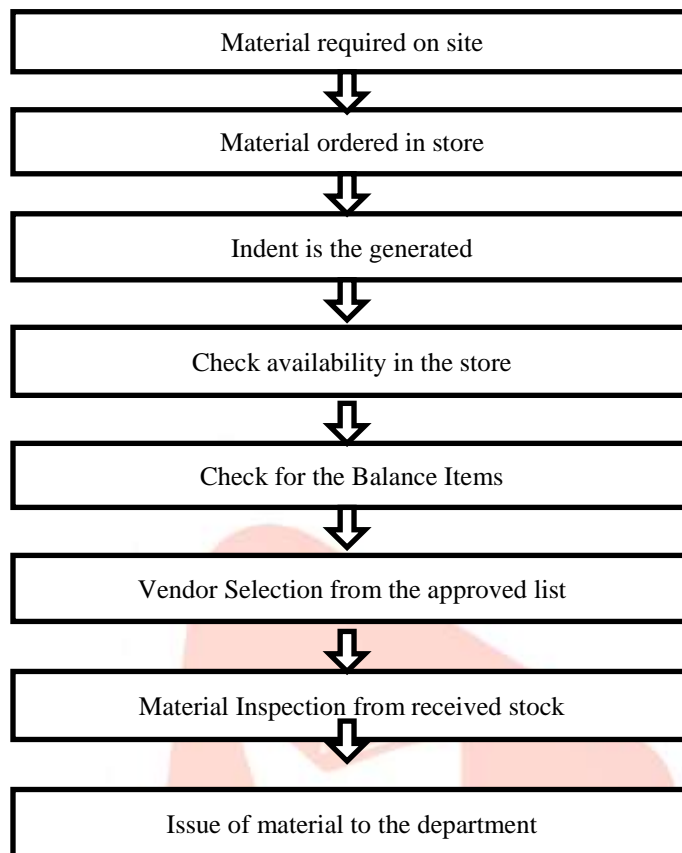 Material required on site
Material ordered in store
Indent is the generated
Check availability in the store
Check for the Balance Items
Vendor Selection from the approved list
Material Inspection from received stock
Issue of material to the department